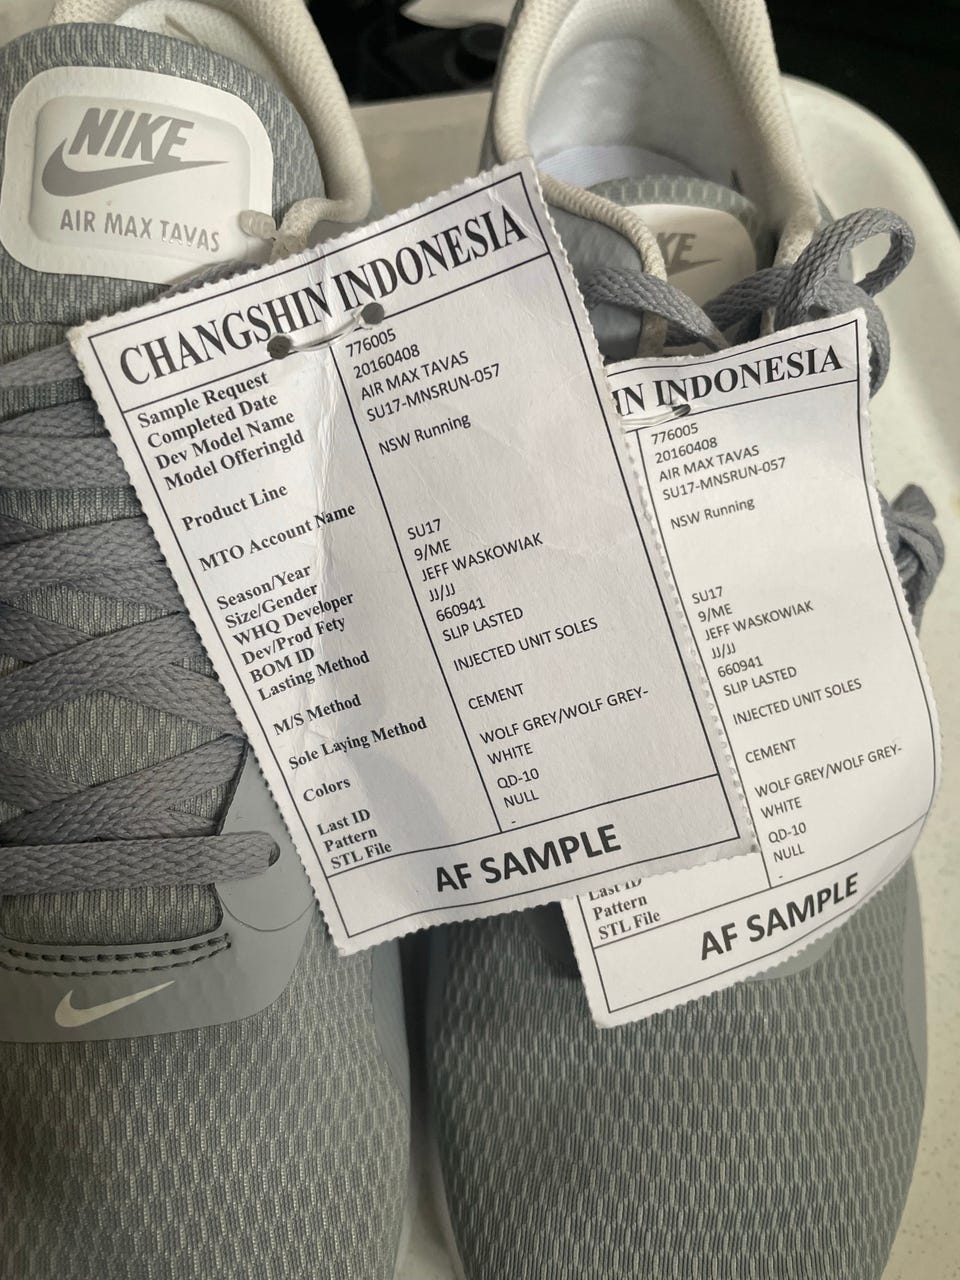 NIKE
AIR MAX TAVAS
CHANGSHIN INDONESIA
Sample Request 776005
Completed Date 20160408
Dev Model Name AIR MAX TAVAS
Model OfferingId SU17-MNSRUN-057
Product Line NSW Running
MTO Account Name
Season/Year SU17
Size/Gender 9/ME
WHQ Developer JEFF WASKOWIAK
Dev/Prod Fety JJ/JJ
BOM ID 660941
Lasting Method SLIP LASTED
M/S Method INJECTED UNIT SOLES
Sole Laying Method CEMENT
Colors WOLF GREY/WOLF GREY-
WHITE
Last ID QD-10
Pattern NULL
STL File -
AF SAMPLE
KE
IN INDONESIA
776005
20160408
AIR MAX TAVAS
SU17-MNSRUN-057
NSW Running
SU17
9/ME
JEFF WASKOWIAK
JJ/JJ
660941
SLIP LASTED
INJECTED UNIT SOLES
CEMENT
WOLF GREY/WOLF GREY-
WHITE
Last ID QD-10
Pattern NULL
STL File -
AF SAMPLE